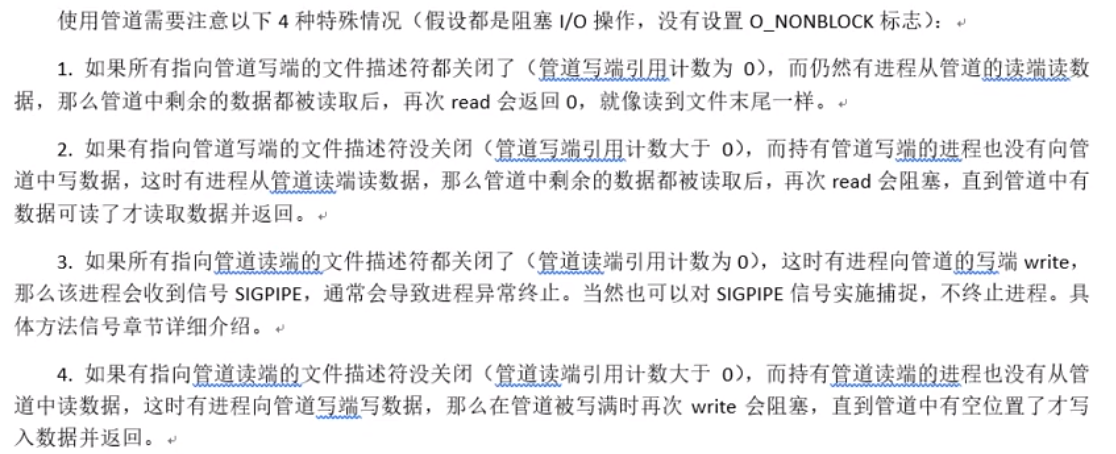 使用管道需要注意以下 4 种特殊情况（假设都是阻塞 I/O 操作，没有设置 O_NONBLOCK 标志）：
1. 如果所有指向管道写端的文件描述符都关闭了（管道写端引用计数为 0），而仍然有进程从管道的读端读数
据，那么管道中剩余的数据都被读取后，再次 read 会返回 0，就像读到文件末尾一样。
2. 如果有指向管道写端的文件描述符没关闭（管道写端引用计数大于 0），而持有管道写端的进程也没有向管
道中写数据，这时有进程从管道读端读数据，那么管道中剩余的数据都被读取后，再次 read 会阻塞，直到管道中有
数据可读了才读取数据并返回。
3. 如果所有指向管道读端的文件描述符都关闭了（管道读端引用计数为 0），这时有进程向管道的写端 write，
那么该进程会收到信号 SIGPIPE，通常会导致进程异常终止。当然也可以对 SIGPIPE 信号实施捕捉，不终止进程。具
体方法信号章节详细介绍。
4. 如果有指向管道读端的文件描述符没关闭（管道读端引用计数大于 0），而持有管道读端的进程也没有从管
道中读数据，这时有进程向管道写端写数据，那么在管道被写满时再次 write 会阻塞，直到管道中有空位置了才写
入数据并返回。